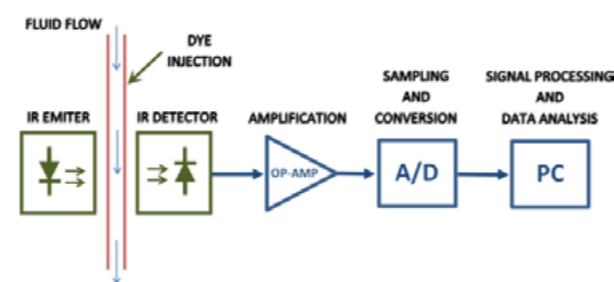 FLUID FLOW
DYE
INJECTION
IR EMITER
IR DETECTOR
AMPLIFICATION
SAMPLING
AND
CONVERSION
SIGNAL PROCESSING
AND
DATA ANALYSIS
OP-AMP
A/D
PC